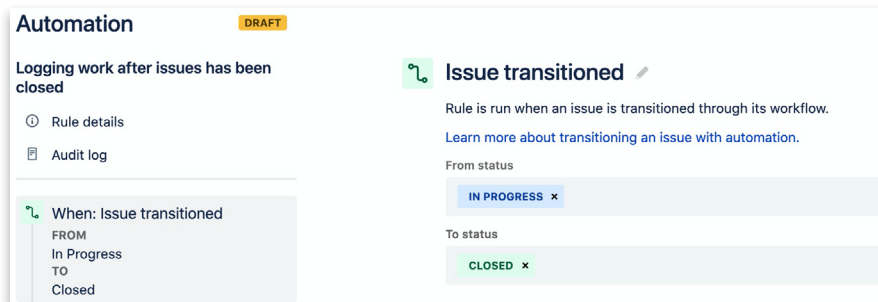 Automation
DRAFT
Logging work after issues has been
closed
Rule details
Audit log
When: Issue transitioned
FROM
In Progress
TO
Closed
Issue transitioned
Rule is run when an issue is transitioned through its workflow.
Learn more about transitioning an issue with automation.
From status
IN PROGRESS ×
To status
CLOSED ×